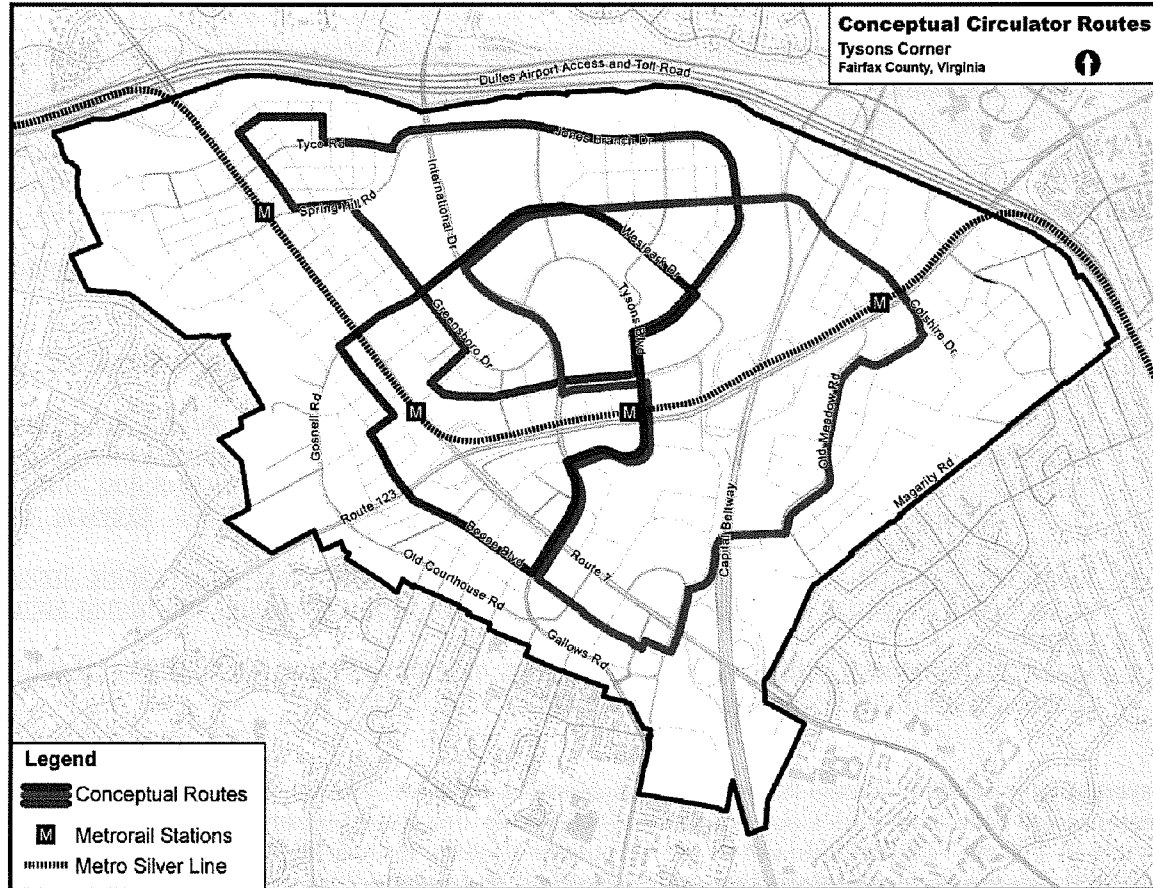 Conceptual Circulator Routes
Tysons Corner
Fairfax County, Virginia
Dulles Airport Access and Toll Road
Jones Branch Dr
Tyco Rd
International Dr
Spring Hill Rd
M
Westpark Dr
Tysons Blvd
Greensboro Dr
M
Colshire Dr
M
M
Gosnell Rd
Old Meadow Rd
Magarity Rd
Route 123
Boone Blvd
Capital Beltway
Route 7
Old Courthouse Rd
Gallows Rd
Legend
Conceptual Routes
M Metrorail Stations
Metro Silver Line